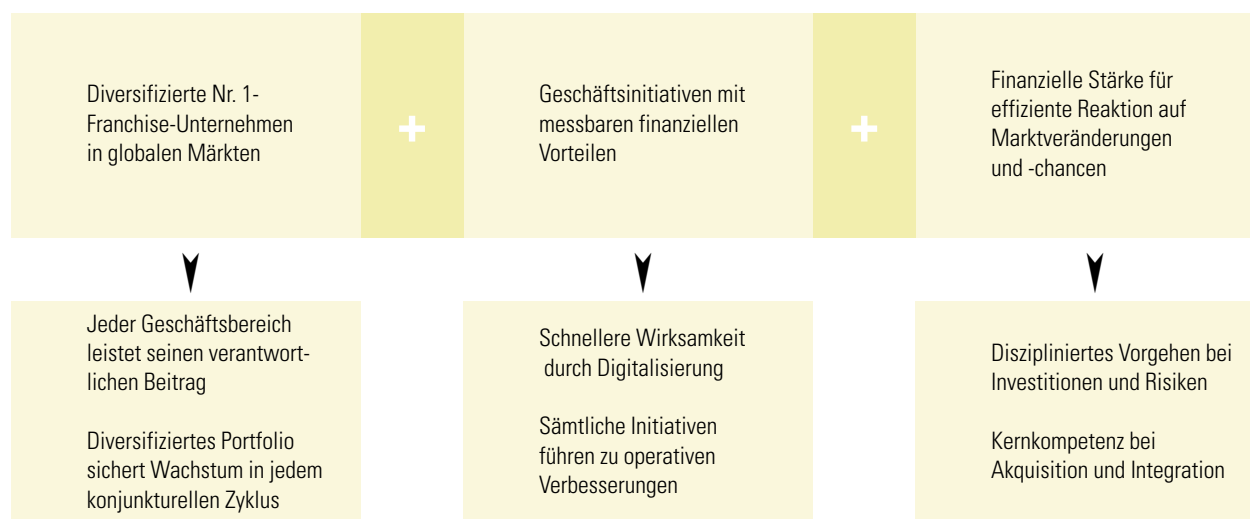 Diversifizierte Nr. 1-
Franchise-Unternehmen
in globalen Märkten
+
Geschäftsinitiativen mit
messbaren finanziellen
Vorteilen
+
Finanzielle Stärke für
effiziente Reaktion auf
Marktveränderungen
und -chancen
Jeder Geschäftsbereich
leistet seinen verantwort-
lichen Beitrag
Diversifiziertes Portfolio
sichert Wachstum in jedem
konjunkturellen Zyklus
Schnellere Wirksamkeit
durch Digitalisierung
Sämtliche Initiativen
führen zu operativen
Verbesserungen
Diszipliniertes Vorgehen bei
Investitionen und Risiken
Kernkompetenz bei
Akquisition und Integration